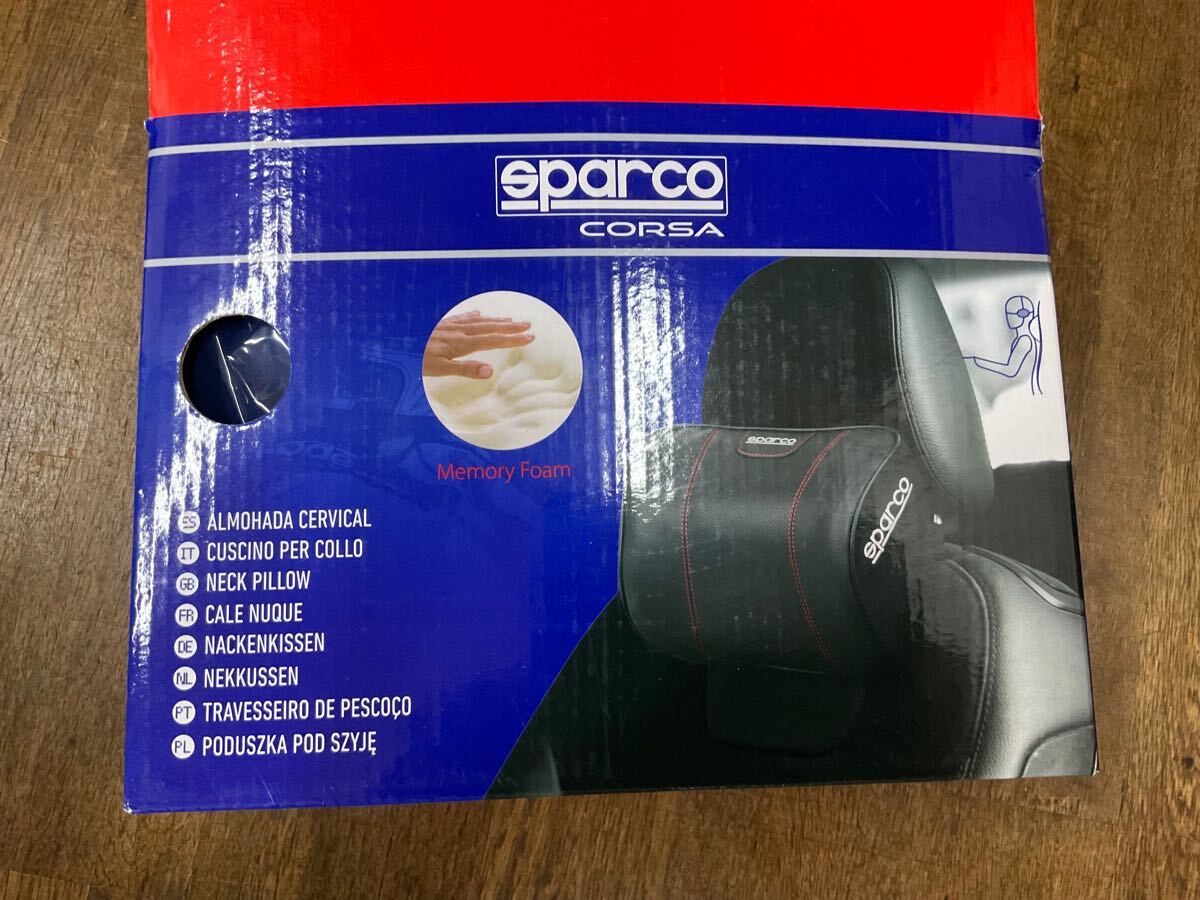 sparco
CORSA
Memory Foam
sparco
sparco
ES ALMOHADA CERVICAL
IT CUSCINO PER COLLO
GB NECK PILLOW
FR CALE NUQUE
DE NACKENKISSEN
NL NEKKUSSEN
PT TRAVESSEIRO DE PESCOÇO
PL PODUSZKA POD SZYJĘ